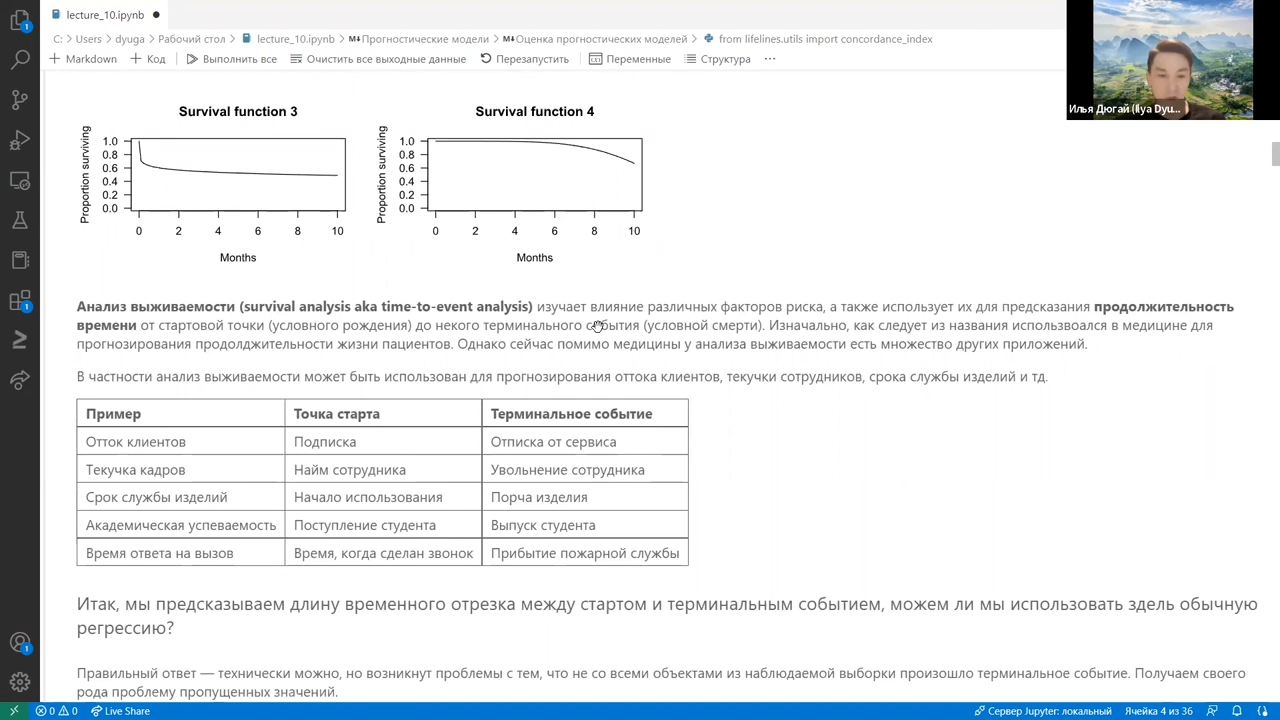 lecture_10.ipynb
C: > Users > dyuga > Рабочий стол > lecture_10.ipynb > Прогностические модели > Оценка прогностических моделей > from lifelines.utils import concordance_index
+ Markdown + Код Выполнить все Очистить все выходные данные Перезапустить Переменные Структура ...
Илья Дюгай (Ilya Dyu...
Survival function 3
Proportion surviving
1.0
0.8
0.6
0.4
0.2
0.0
0 2 4 6 8 10
Months
Survival function 4
Proportion surviving
1.0
0.8
0.6
0.4
0.2
0.0
0 2 4 6 8 10
Months
Анализ выживаемости (survival analysis aka time-to-event analysis) изучает влияние различных факторов риска, а также использует их для предсказания продолжительность
времени от стартовой точки (условного рождения) до некого терминального события (условной смерти). Изначально, как следует из названия использвоался в медицине для
прогнозирования продолджительности жизни пациентов. Однако сейчас помимо медицины у анализа выживаемости есть множество других приложений.
В частности анализ выживаемости может быть использован для прогнозирования оттока клиентов, текучки сотрудников, срока службы изделий и тд.
Пример Точка старта Терминальное событие
Отток клиентов Подписка Отписка от сервиса
Текучка кадров Найм сотрудника Увольнение сотрудника
Срок службы изделий Начало использования Порча изделия
Академическая успеваемость Поступление студента Выпуск студента
Время ответа на вызов Время, когда сделан звонок Прибытие пожарной службы
Итак, мы предсказываем длину временного отрезка между стартом и терминальным событием, можем ли мы использовать здель обычную
регрессию?
Правильный ответ — технически можно, но возникнут проблемы с тем, что не со всеми объектами из наблюдаемой выборки произошло терминальное событие. Получаем своего
рода проблему пропущенных значений.
0 0 Live Share Сервер Jupyter: локальный Ячейка 4 из 36